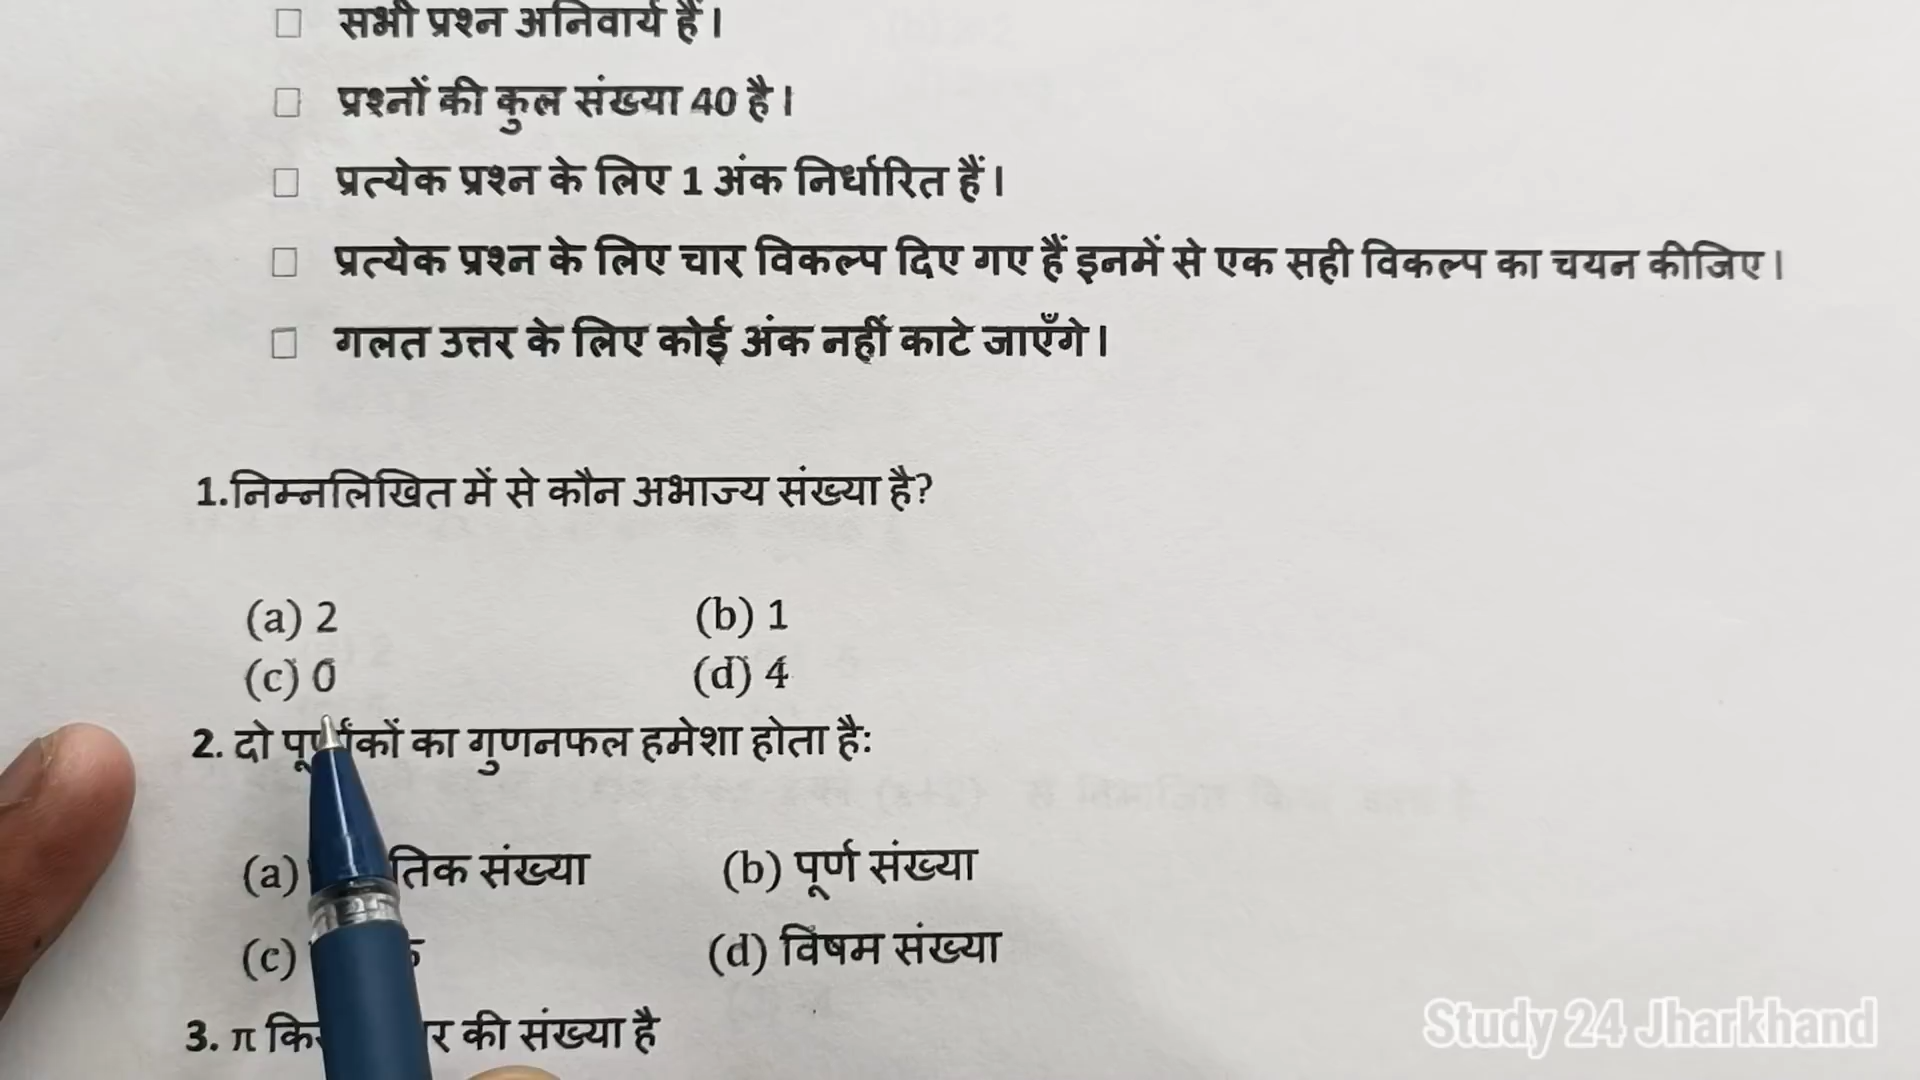 सभी प्रश्न अनिवार्य हैं।
प्रश्नों की कुल संख्या 40 है।
प्रत्येक प्रश्न के लिए 1 अंक निर्धारित हैं।
प्रत्येक प्रश्न के लिए चार विकल्प दिए गए हैं इनमें से एक सही विकल्प का चयन कीजिए।
गलत उत्तर के लिए कोई अंक नहीं काटे जाएँगे।
1.निम्नलिखित में से कौन अभाज्य संख्या है?
(a) 2 (b) 1
(c) 0 (d) 4
2. दो पूर्णांकों का गुणनफल हमेशा होता है:
(a) संख्या (b) पूर्ण संख्या
(c) (d) विषम संख्या
3. π की संख्या है
Study 24 Jharkhand